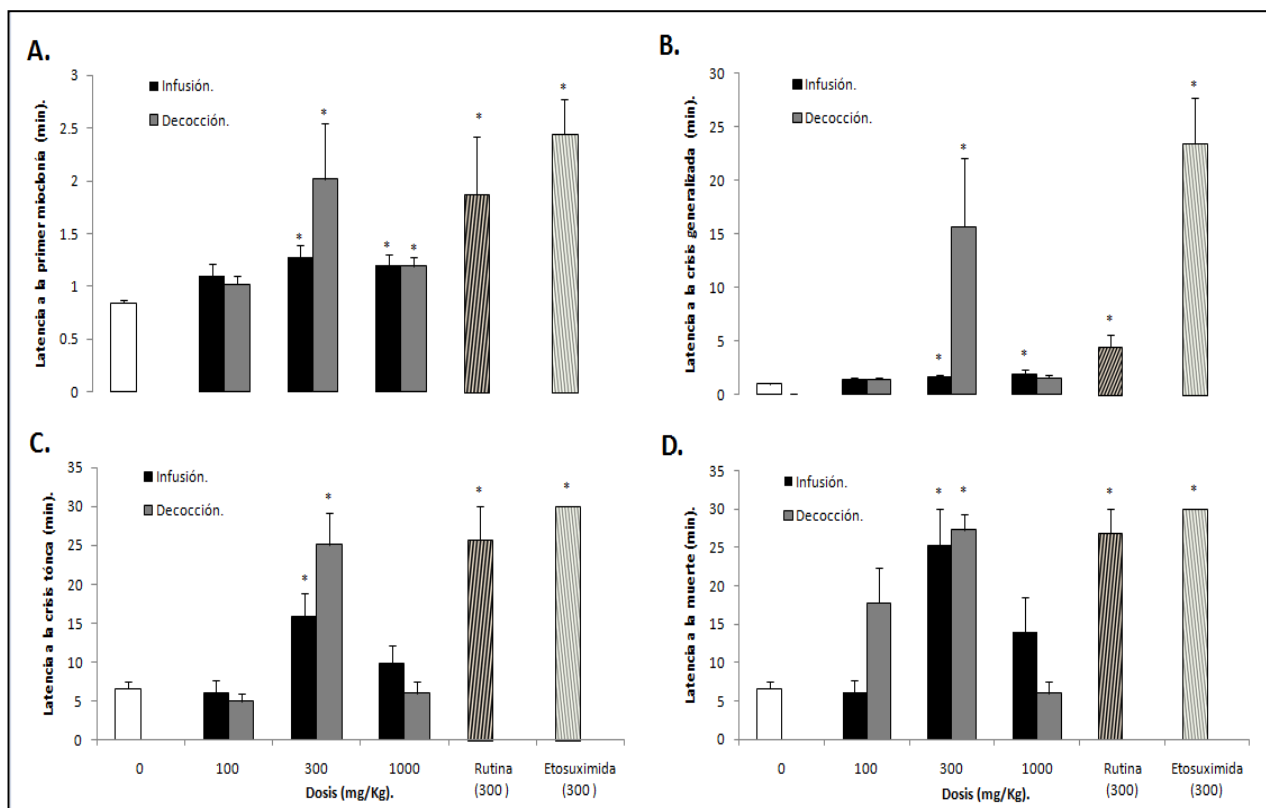 A.
Latencia a la primer mioclonía (min).
3
2.5
2
1.5
1
0.5
0
Infusión.
Decocción.
*
*
*
*
*
*
B.
Latencia a la crisis generalizada (min).
30
25
20
15
10
5
0
Infusión.
Decocción.
*
*
*
*
*
C.
Latencia a la crisis tónca (min).
35
30
25
20
15
10
5
0
Infusión.
Decocción.
*
*
*
*
0 100 300 1000 Rutina Etosuximida
(300 ) (300 )
Dosis (mg/Kg).
D.
Latencia a la muerte (min).
35
30
25
20
15
10
5
0
Infusión.
Decocción.
*
*
*
*
0 100 300 1000 Rutina Etosuximida
(300) (300)
Dosis (mg/Kg).